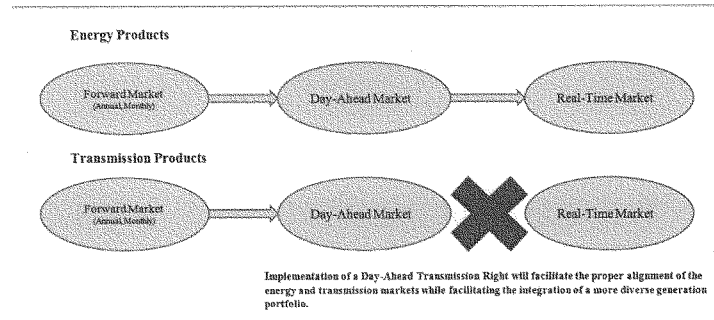 Energy Products
Forward Market
(Annual, Monthly)
Day-Ahead Market
Real-Time Market
Transmission Products
Forward Market
(Annual, Monthly)
Day-Ahead Market
Real-Time Market
Implementation of a Day-Ahead Transmission Right will facilitate the proper alignment of the
energy and transmission markets while facilitating the integration of a more diverse generation
portfolio.